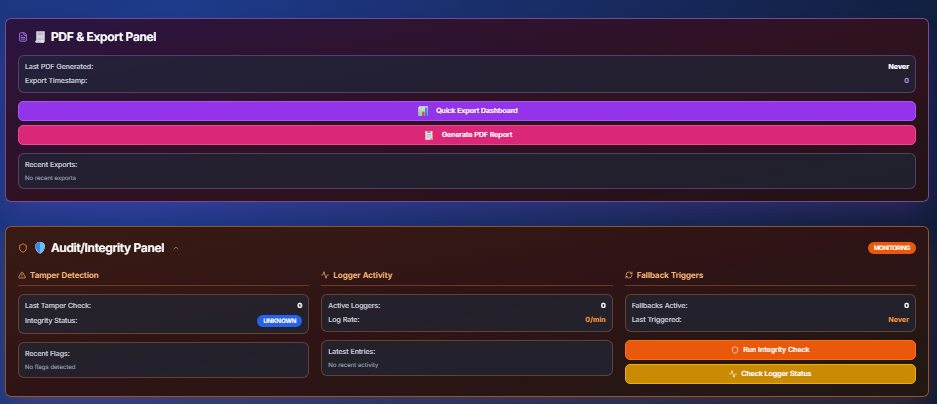 PDF & Export Panel
Last PDF Generated: Never
Export Timestamp: 0
Quick Export Dashboard
Generate PDF Report
Recent Exports:
No recent exports
Audit/Integrity Panel MONITORING
Tamper Detection
Last Tamper Check: 0
Integrity Status: UNKNOWN
Recent Flags:
No flags detected
Logger Activity
Active Loggers: 0
Log Rate: 0/min
Latest Entries:
No recent activity
Fallback Triggers
Fallbacks Active: 0
Last Triggered: Never
Run Integrity Check
Check Logger Status